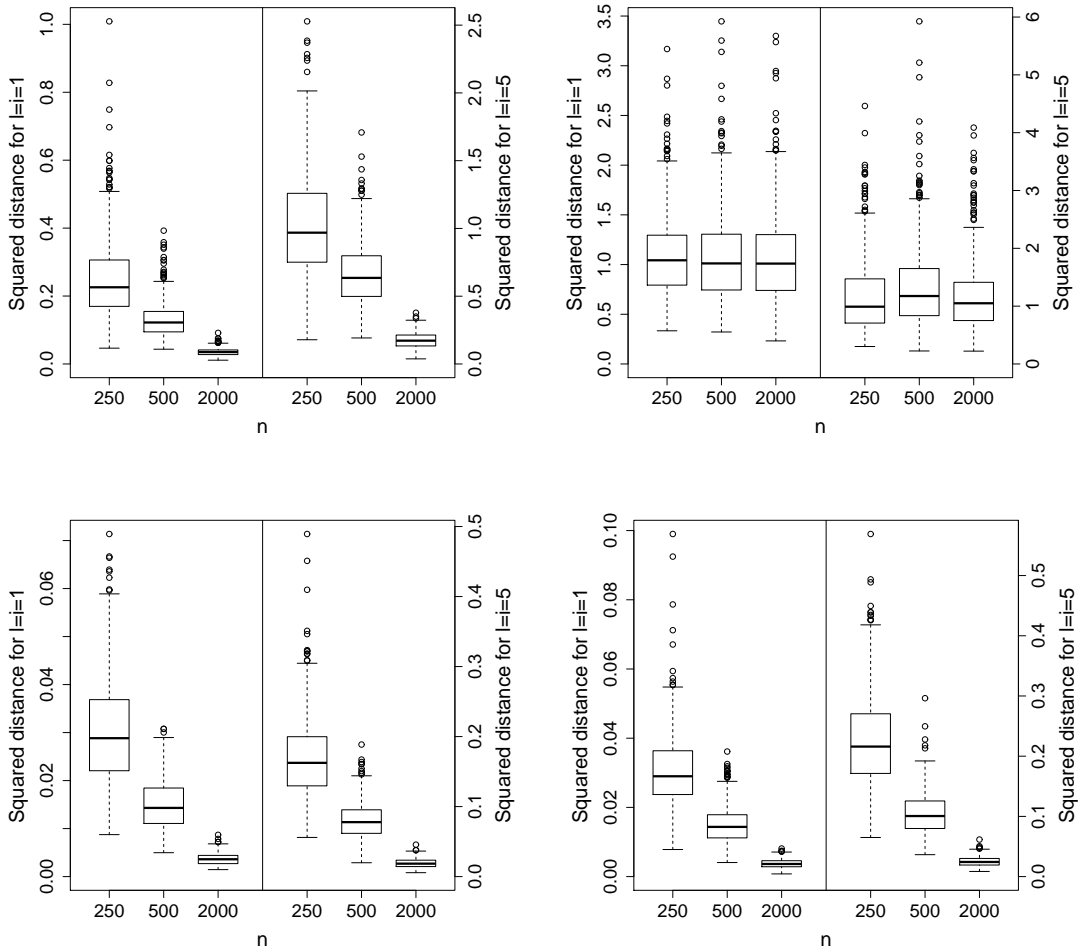 Squared distance for l=i=1
0.0 0.2 0.4 0.6 0.8 1.0
250 500 2000 250 500 2000
n
0.0 0.5 1.0 1.5 2.0 2.5
Squared distance for l=i=5
Squared distance for l=i=1
0.0 0.5 1.0 1.5 2.0 2.5 3.0 3.5
250 500 2000 250 500 2000
n
0 1 2 3 4 5 6
Squared distance for l=i=5
Squared distance for l=i=1
0.00 0.02 0.04 0.06
250 500 2000 250 500 2000
n
0.0 0.1 0.2 0.3 0.4 0.5
Squared distance for l=i=5
Squared distance for l=i=1
0.00 0.02 0.04 0.06 0.08 0.10
250 500 2000 250 500 2000
n
0.0 0.1 0.2 0.3 0.4 0.5
Squared distance for l=i=5